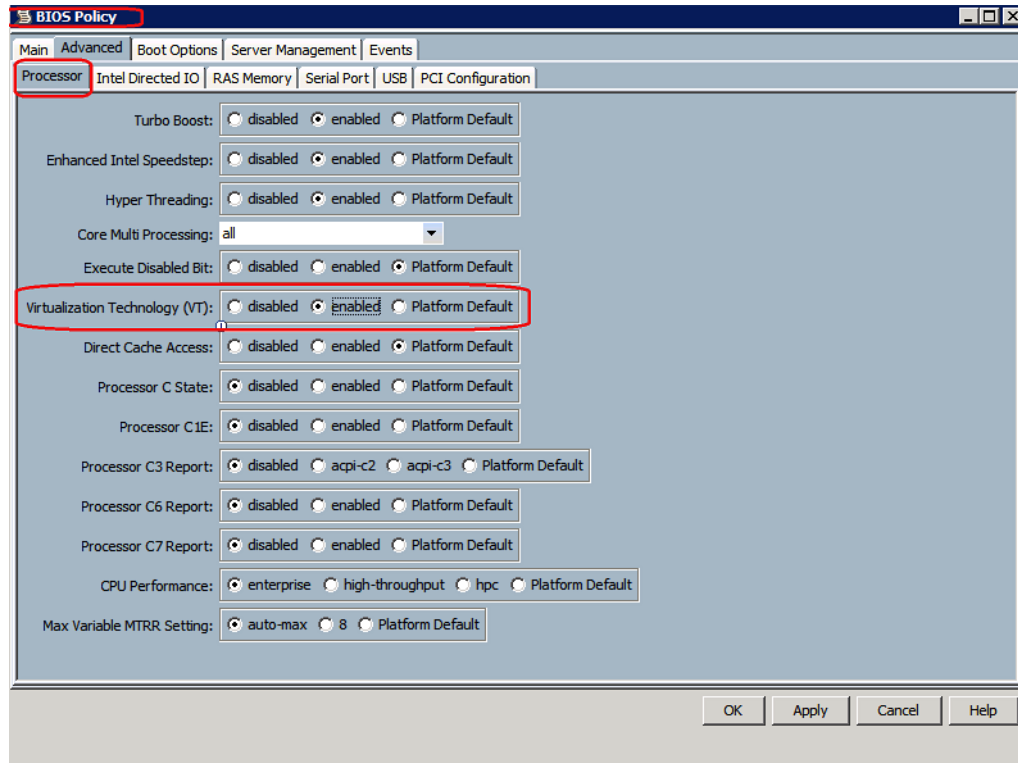 BIOS Policy
Main Advanced Boot Options Server Management Events
Processor Intel Directed IO RAS Memory Serial Port USB PCI Configuration
Turbo Boost: disabled enabled Platform Default
Enhanced Intel Speedstep: disabled enabled Platform Default
Hyper Threading: disabled enabled Platform Default
Core Multi Processing: all
Execute Disabled Bit: disabled enabled Platform Default
Virtualization Technology (VT): disabled enabled Platform Default
Direct Cache Access: disabled enabled Platform Default
Processor C State: disabled enabled Platform Default
Processor C1E: disabled enabled Platform Default
Processor C3 Report: disabled acpi-c2 acpi-c3 Platform Default
Processor C6 Report: disabled enabled Platform Default
Processor C7 Report: disabled enabled Platform Default
CPU Performance: enterprise high-throughput hpc Platform Default
Max Variable MTRR Setting: auto-max 8 Platform Default
OK Apply Cancel Help